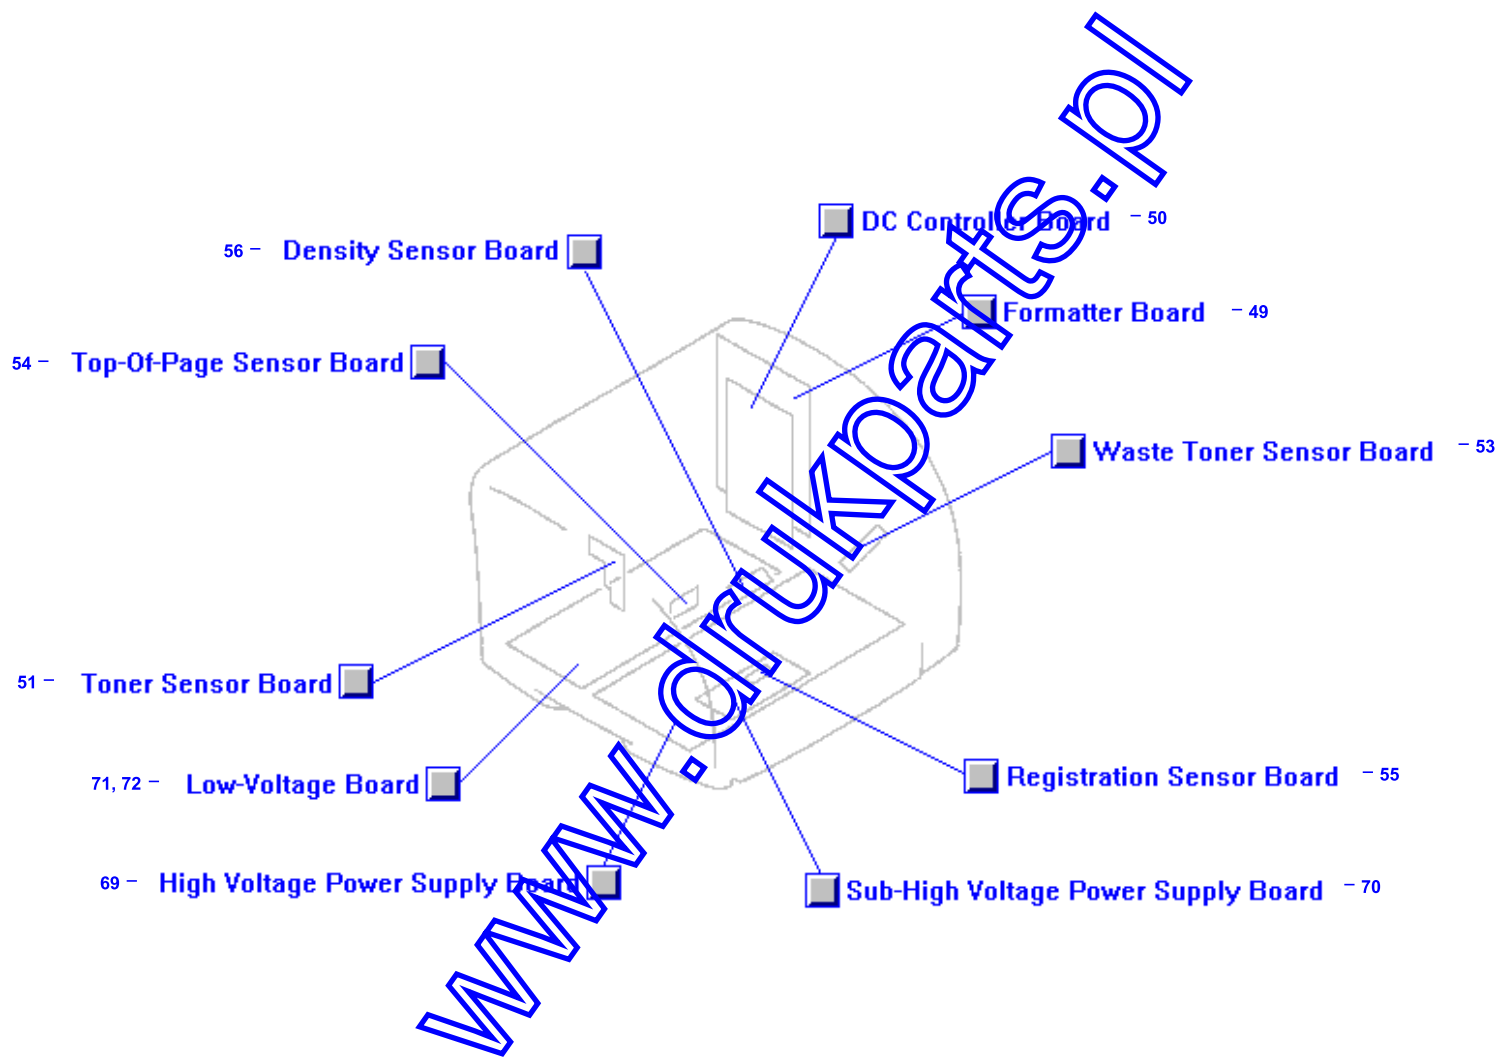 DC Controller Board – 50
56 – Density Sensor Board
Formatter Board – 49
54 – Top-Of-Page Sensor Board
Waste Toner Sensor Board – 53
51 – Toner Sensor Board
71, 72 – Low-Voltage Board
Registration Sensor Board – 55
69 – High Voltage Power Supply Board
Sub-High Voltage Power Supply Board – 70
www.drukparts.pl